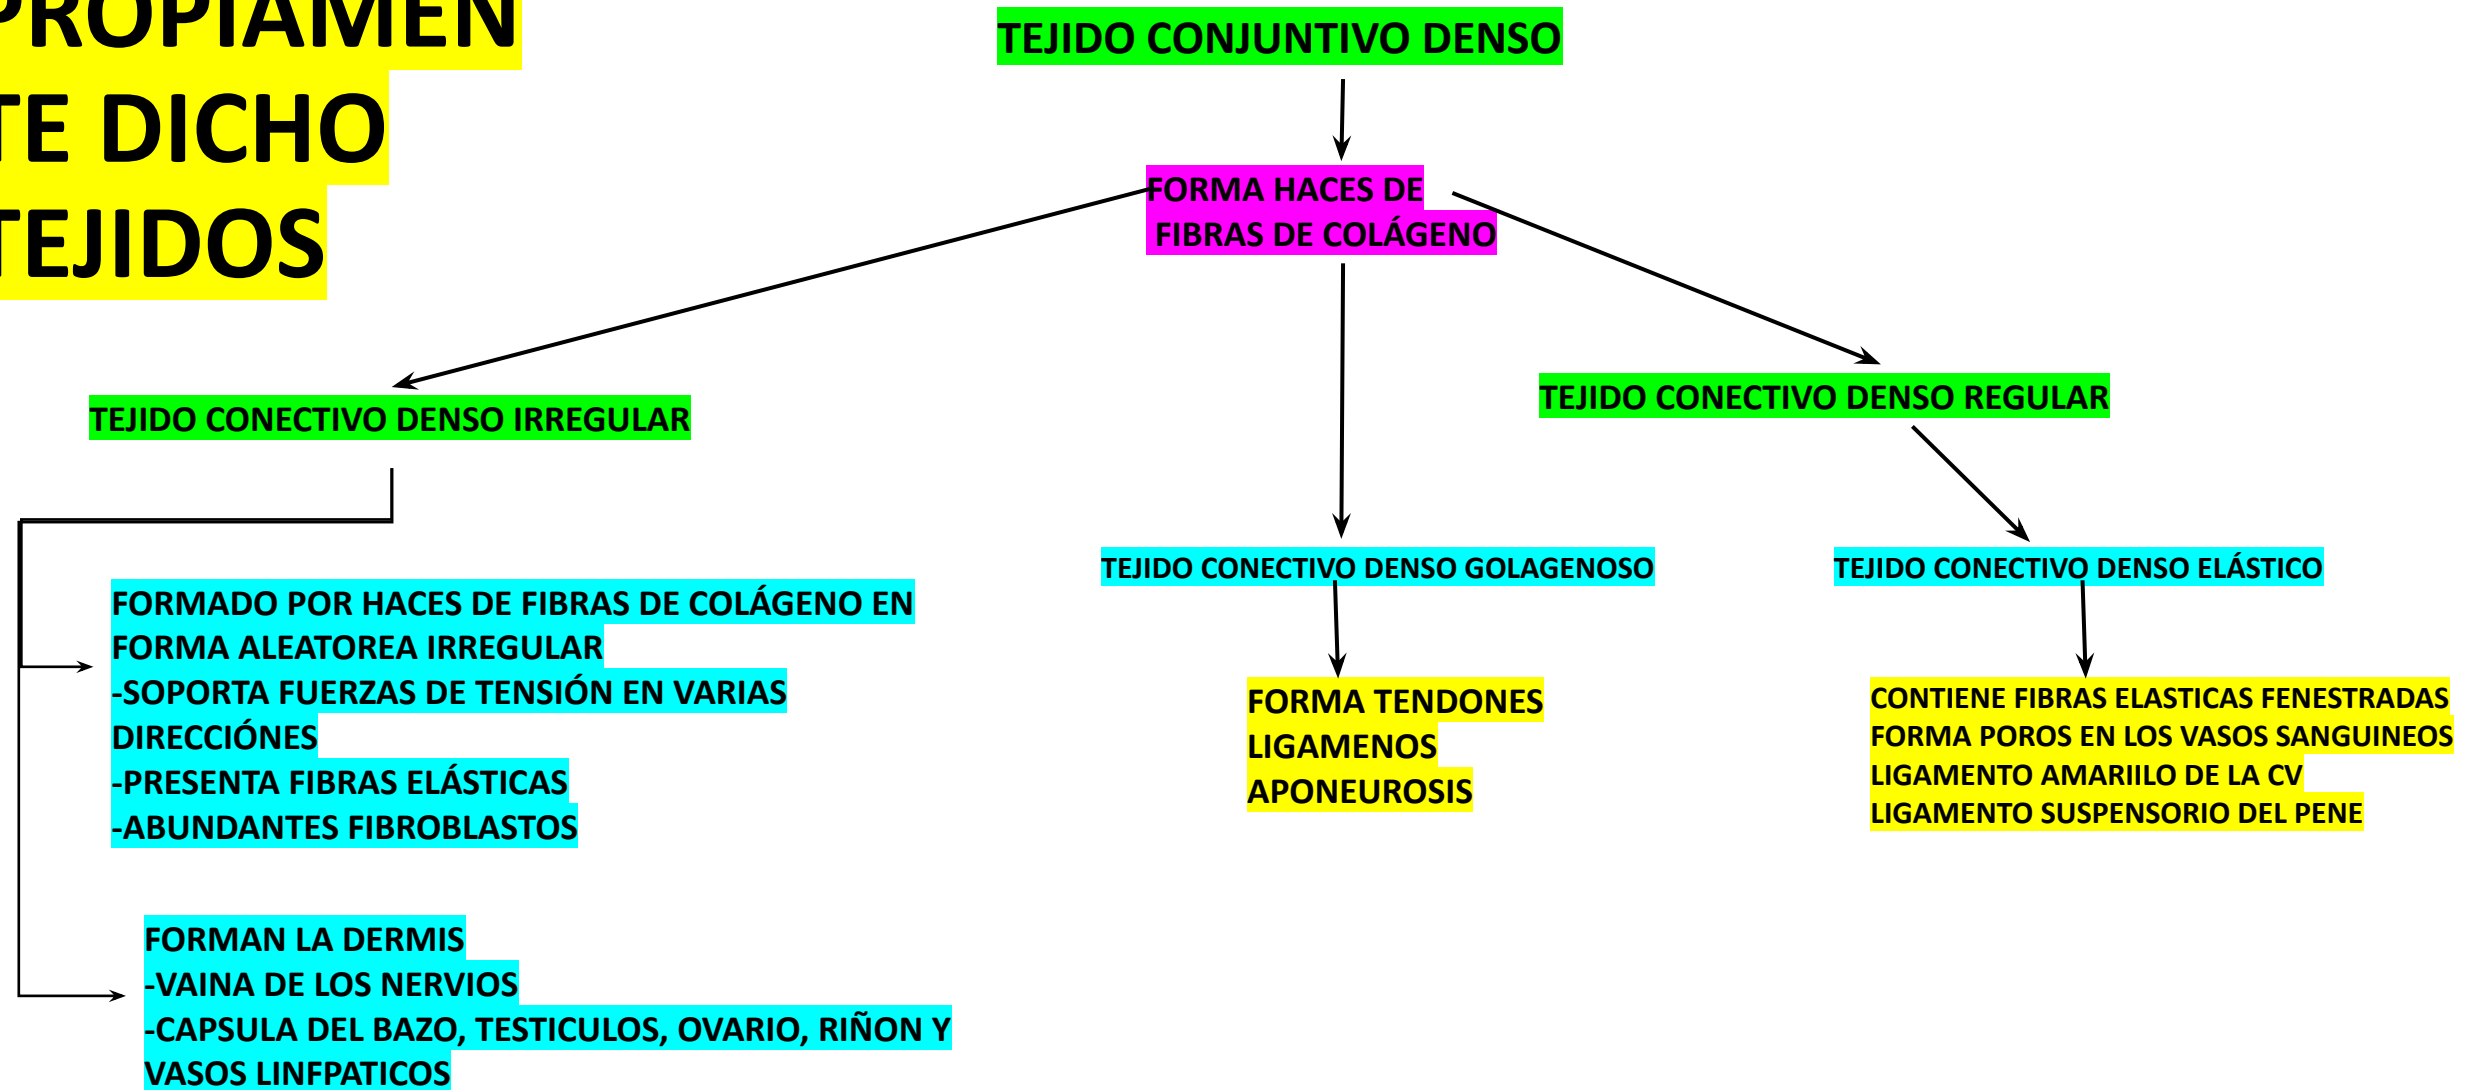 PROPIAMEN
TE DICHO
TEJIDOS
TEJIDO CONJUNTIVO DENSO
FORMA HACES DE
FIBRAS DE COLÁGENO
TEJIDO CONECTIVO DENSO IRREGULAR
TEJIDO CONECTIVO DENSO REGULAR
FORMADO POR HACES DE FIBRAS DE COLÁGENO EN
FORMA ALEATOREA IRREGULAR
-SOPORTA FUERZAS DE TENSIÓN EN VARIAS
DIRECCIÓNES
-PRESENTA FIBRAS ELÁSTICAS
-ABUNDANTES FIBROBLASTOS
FORMAN LA DERMIS
-VAINA DE LOS NERVIOS
-CAPSULA DEL BAZO, TESTICULOS, OVARIO, RIÑON Y
VASOS LINFPATICOS
TEJIDO CONECTIVO DENSO GOLAGENOSO
FORMA TENDONES
LIGAMENOS
APONEUROSIS
TEJIDO CONECTIVO DENSO ELÁSTICO
CONTIENE FIBRAS ELASTICAS FENESTRADAS
FORMA POROS EN LOS VASOS SANGUINEOS
LIGAMENTO AMARIILO DE LA CV
LIGAMENTO SUSPENSORIO DEL PENE